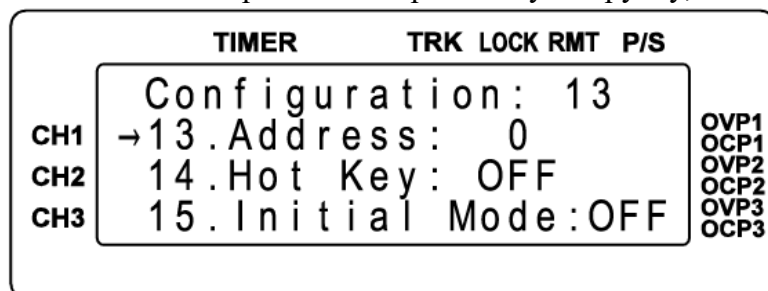 TIMER TRK LOCK RMT P/S
Configuration: 13
CH1 →13.Address: 0 OVP1
OCP1
CH2 14.Hot Key: OFF OVP2
OCP2
CH3 15.Initial Mode:OFF OVP3
OCP3